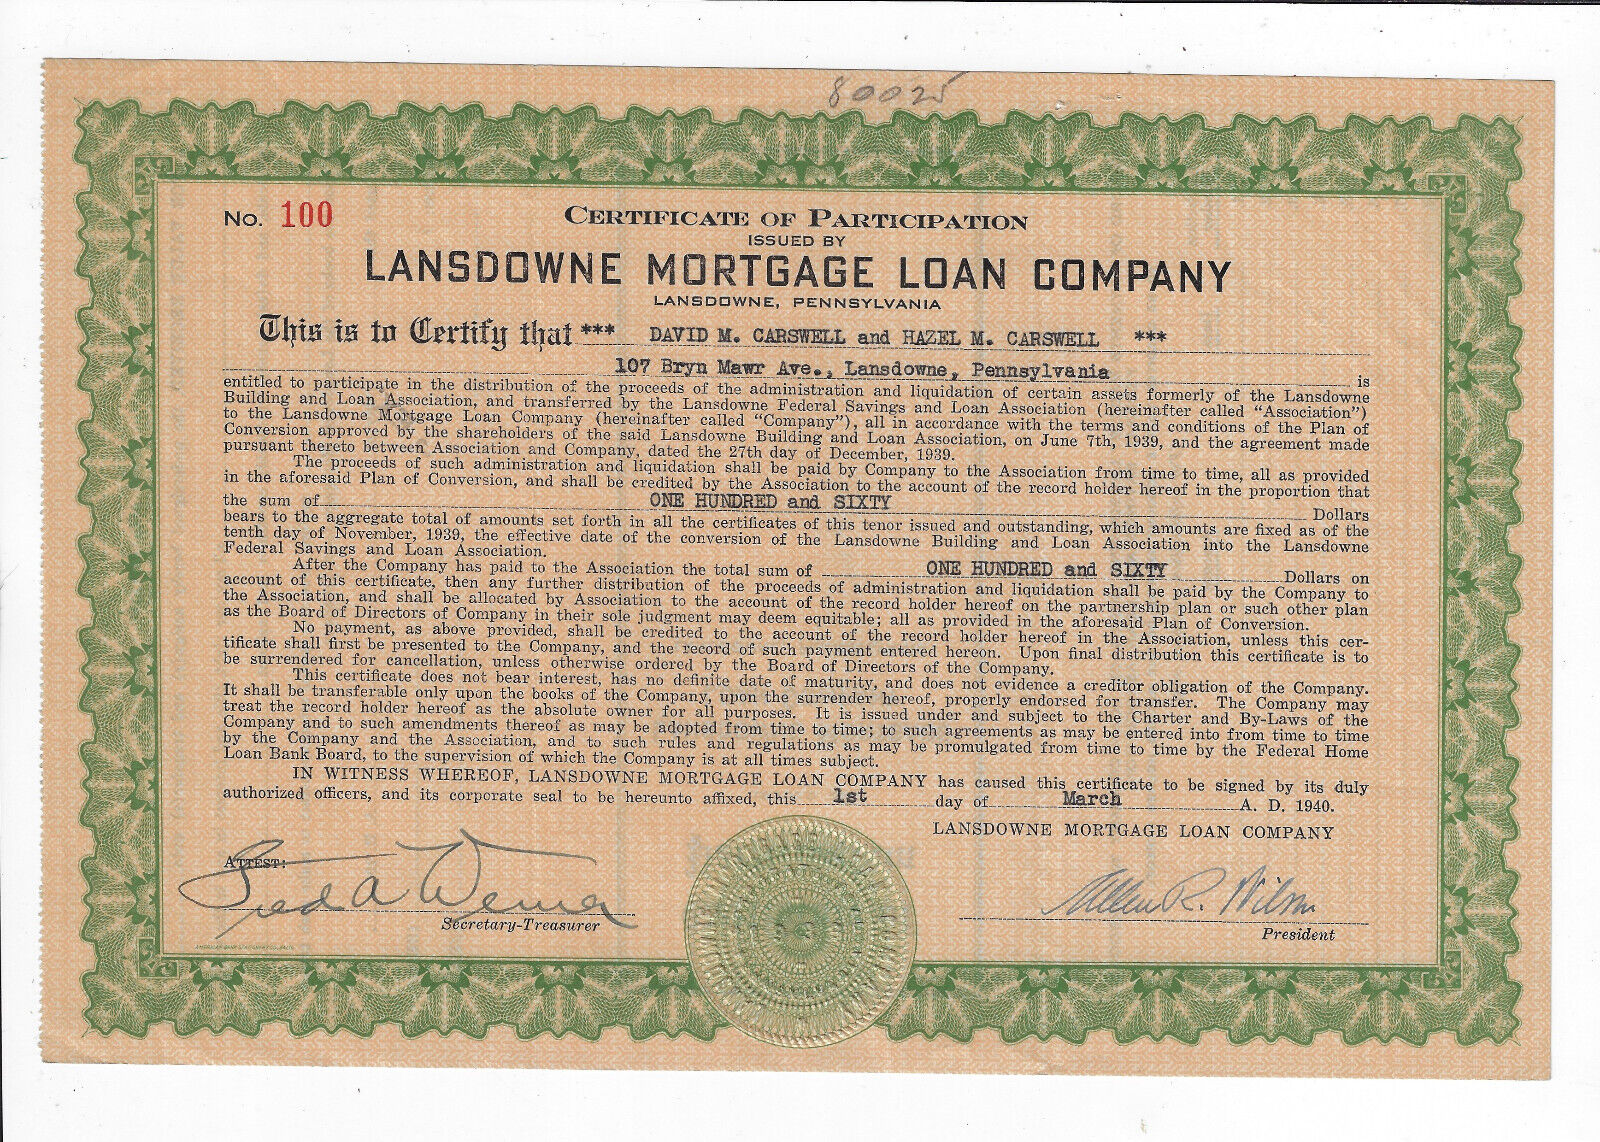 80025
No. 100
CERTIFICATE OF PARTICIPATION
ISSUED BY
LANSDOWNE MORTGAGE LOAN COMPANY
LANSDOWNE, PENNSYLVANIA
This is to Certify that *** DAVID M. CARSWELL and HAZEL M. CARSWELL ***
107 Bryn Mawr Ave., Lansdowne, Pennsylvania is
entitled to participate in the distribution of the proceeds of the administration and liquidation of certain assets formerly of the Lansdowne
Building and Loan Association, and transferred by the Lansdowne Federal Savings and Loan Association (hereinafter called "Association")
to the Lansdowne Mortgage Loan Company (hereinafter called "Company"), all in accordance with the terms and conditions of the Plan of
Conversion approved by the shareholders of the said Lansdowne Building and Loan Association, on June 7th, 1939, and the agreement made
pursuant thereto between Association and Company, dated the 27th day of December, 1939.
The proceeds of such administration and liquidation shall be paid by Company to the Association from time to time, all as provided
in the aforesaid Plan of Conversion, and shall be credited by the Association to the account of the record holder hereof in the proportion that
the sum of ONE HUNDRED and SIXTY Dollars
bears to the aggregate total of amounts set forth in all the certificates of this tenor issued and outstanding, which amounts are fixed as of the
tenth day of November, 1939, the effective date of the conversion of the Lansdowne Building and Loan Association into the Lansdowne
Federal Savings and Loan Association.
After the Company has paid to the Association the total sum of ONE HUNDRED and SIXTY Dollars on
account of this certificate, then any further distribution of the proceeds of administration and liquidation shall be paid by the Company to
the Association, and shall be allocated by Association to the account of the record holder hereof on the partnership plan or such other plan
as the Board of Directors of Company in their sole judgment may deem equitable; all as provided in the aforesaid Plan of Conversion.
No payment, as above provided, shall be credited to the account of the record holder hereof in the Association, unless this cer-
tificate shall first be presented to the Company, and the record of such payment entered hereon. Upon final distribution this certificate is to
be surrendered for cancellation, unless otherwise ordered by the Board of Directors of the Company.
This certificate does not bear interest, has no definite date of maturity, and does not evidence a creditor obligation of the Company.
It shall be transferable only upon the books of the Company, upon the surrender hereof, properly endorsed for transfer. The Company may
treat the record holder hereof as the absolute owner for all purposes. It is issued under and subject to the Charter and By-Laws of the
Company and to such amendments thereof as may be adopted from time to time; to such agreements as may be entered into from time to time
by the Company and the Association, and to such rules and regulations as may be promulgated from time to time by the Federal Home
Loan Bank Board, to the supervision of which the Company is at all times subject.
IN WITNESS WHEREOF, LANSDOWNE MORTGAGE LOAN COMPANY has caused this certificate to be signed by its duly
authorized officers, and its corporate seal to be hereunto affixed, this 1st day of March A. D. 1940.
LANSDOWNE MORTGAGE LOAN COMPANY
ATTEST:
Fred A Werner
Allen R. Wilson
Secretary-Treasurer
President